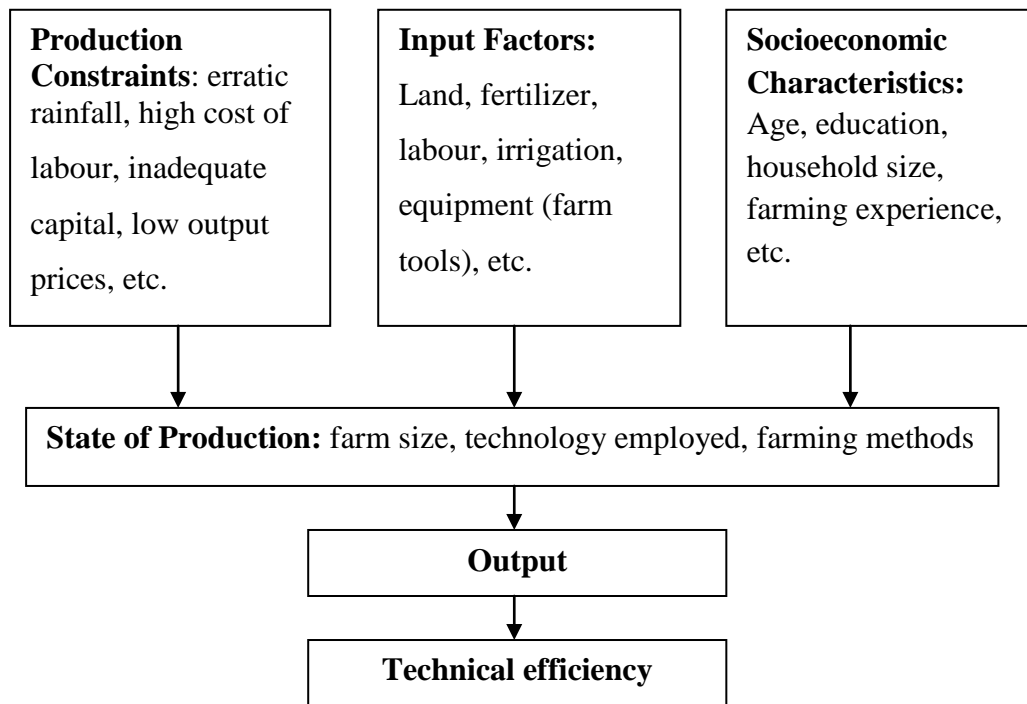 Production
Constraints: erratic
rainfall, high cost of
labour, inadequate
capital, low output
prices, etc.
Input Factors:
Land, fertilizer,
labour, irrigation,
equipment (farm
tools), etc.
Socioeconomic
Characteristics:
Age, education,
household size,
farming experience,
etc.
State of Production: farm size, technology employed, farming methods
Output
Technical efficiency